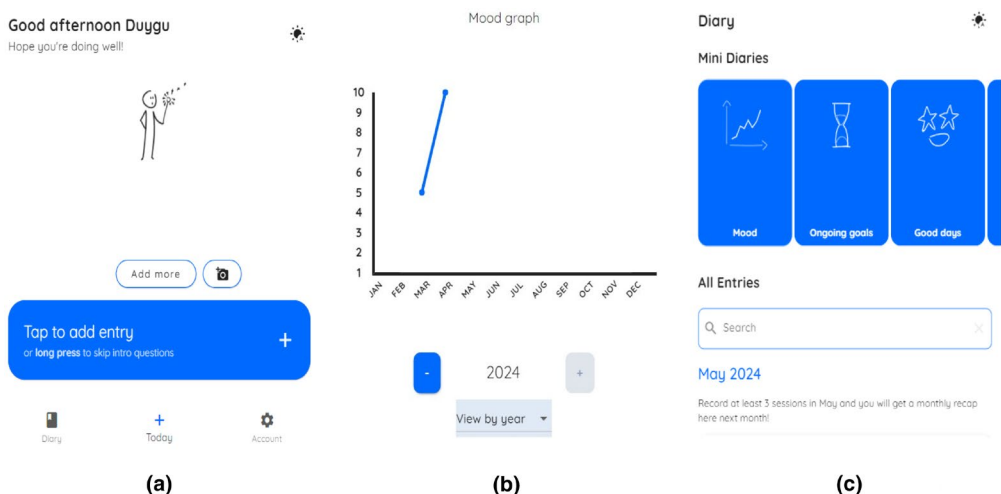 Good afternoon Duygu
Hope you're doing well!
Add more
Tap to add entry
or long press to skip intro questions
+
Diary
+
Today
Account
(a)
Mood graph
10
9
8
7
6
5
4
3
2
1
JAN FEB MAR APR MAY JUN JUL AUG SEP OCT NOV DEC
- 2024 +
View by year
(b)
Diary
Mini Diaries
Mood
Ongoing goals
Good days
All Entries
Search
May 2024
Record at least 3 sessions in May and you will get a monthly recap
here next month!
(c)